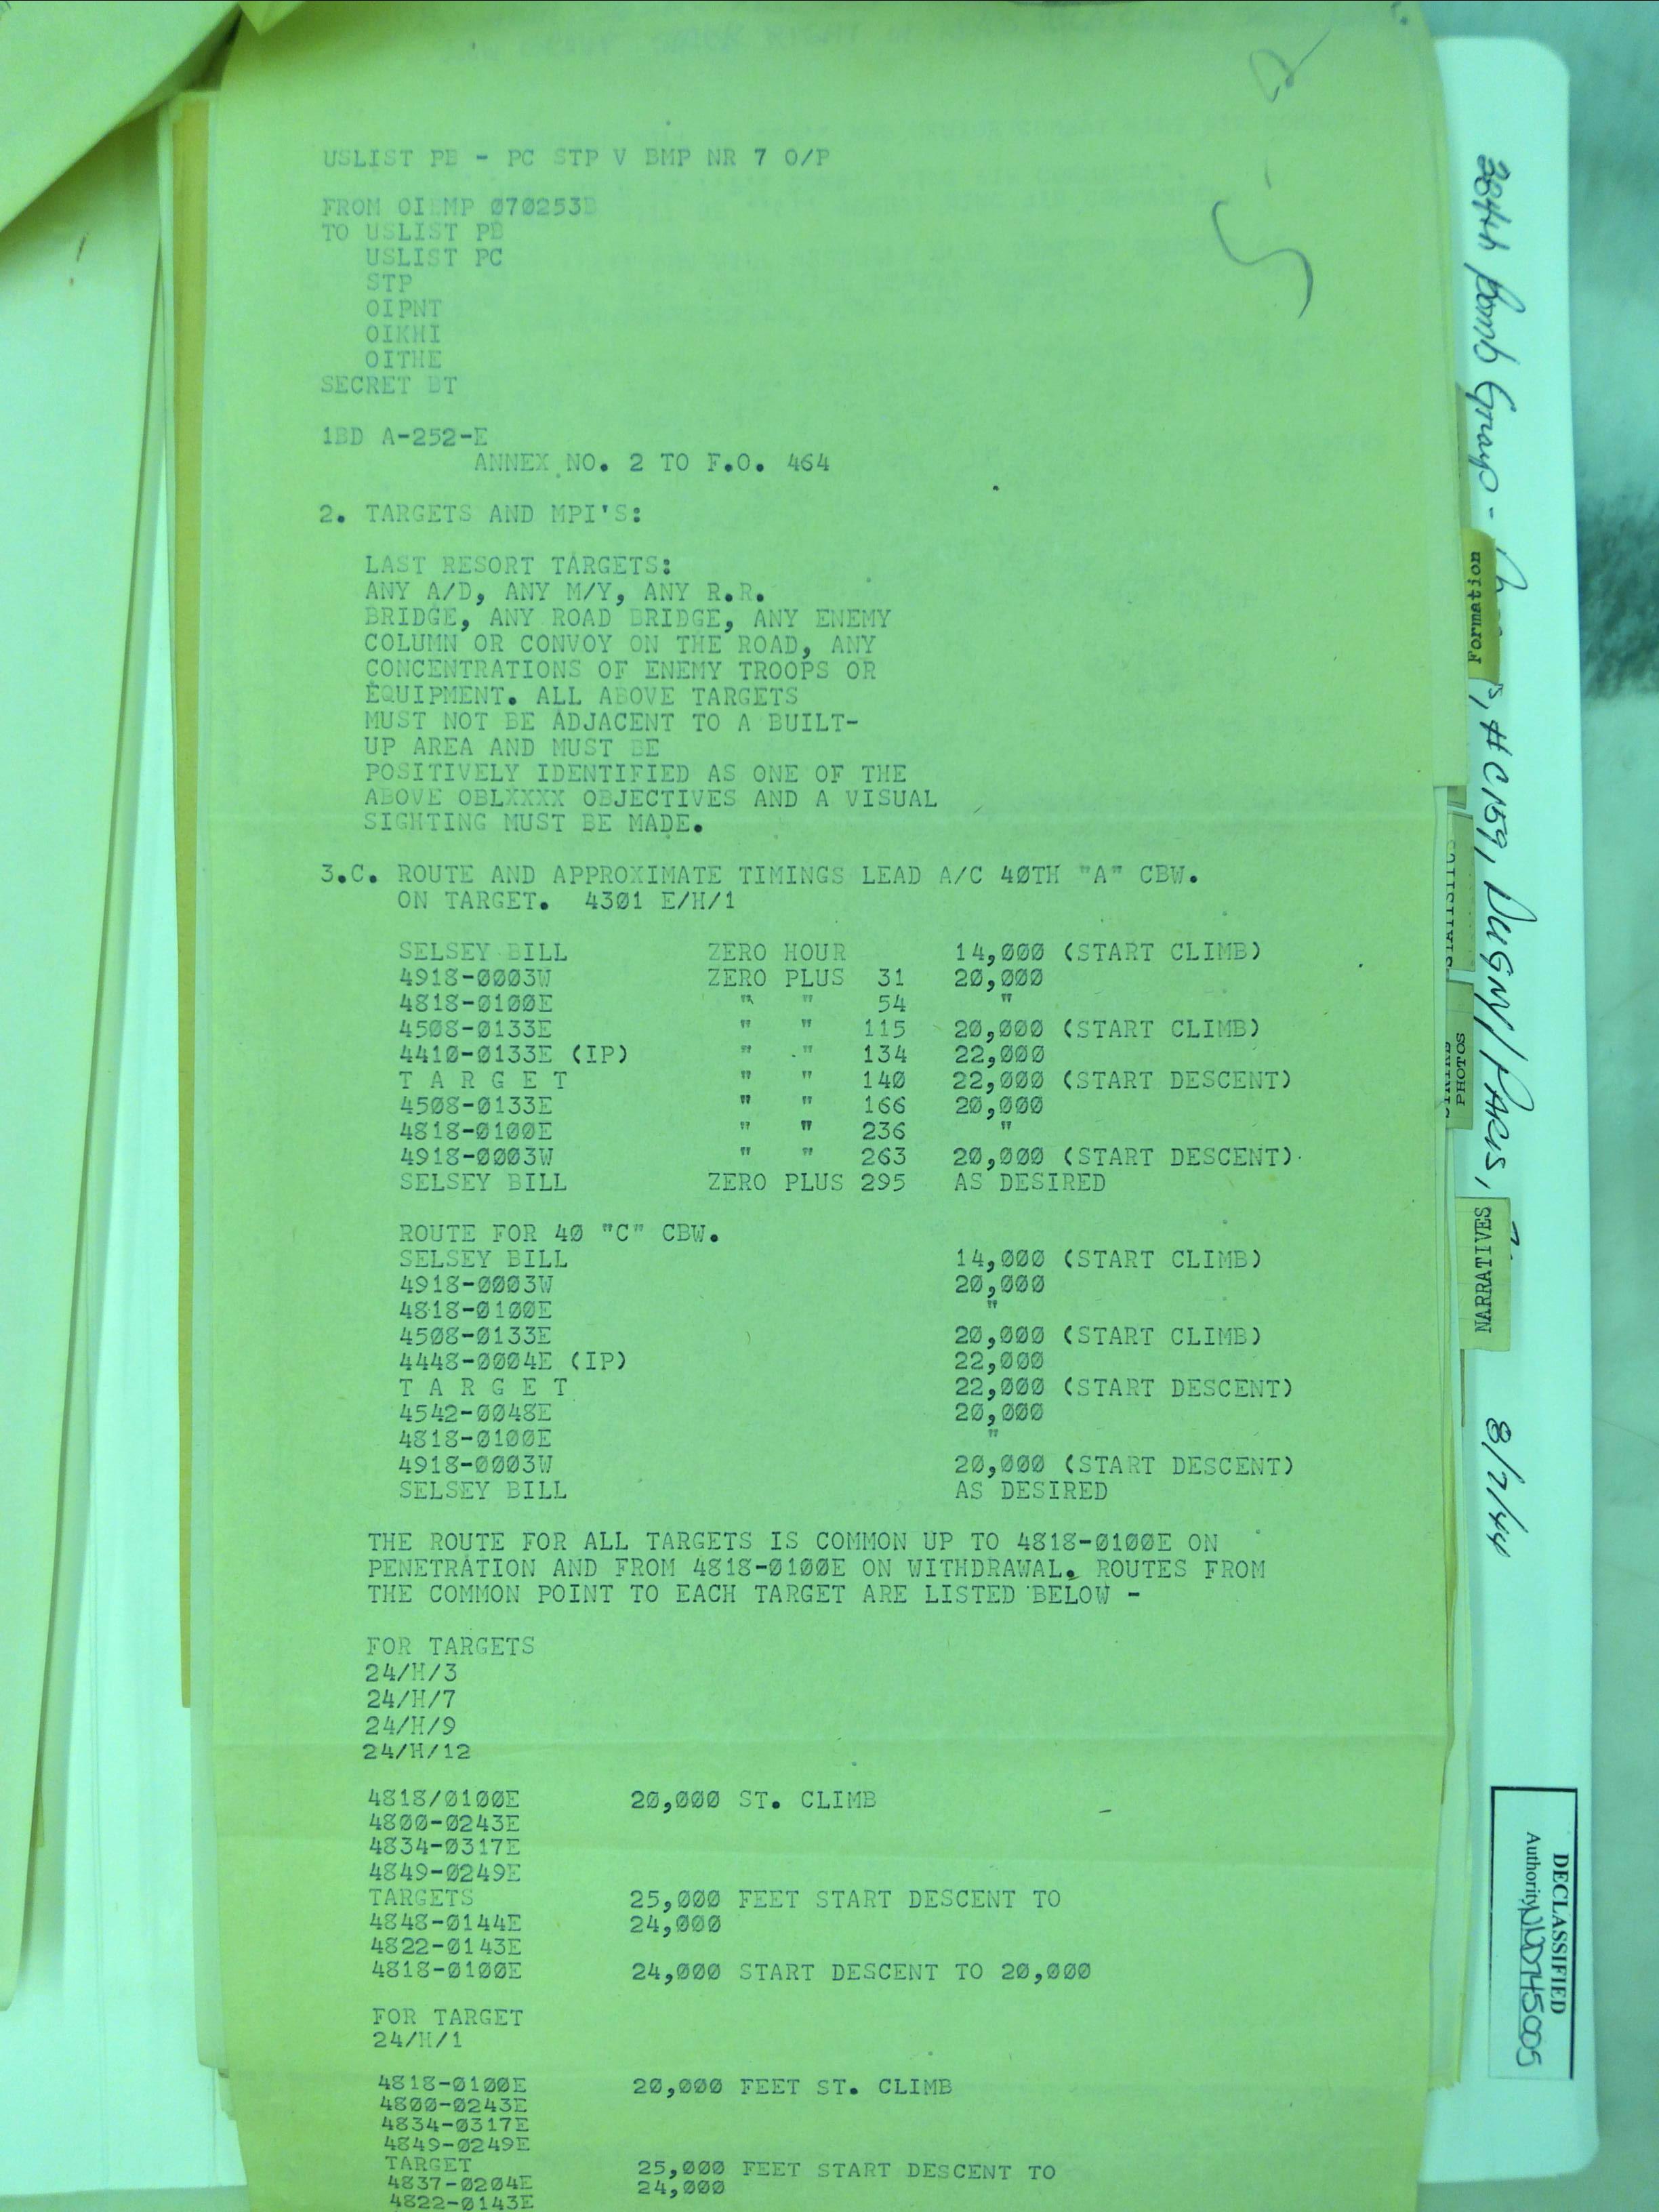 USLIST PB - PC STP V BMP NR 7 O/P
FROM OIBMP 070253B
TO USLIST PB
USLIST PC
STP
OIPNT
OIKHI
OITHE
SECRET BT
1BD A-252-E
ANNEX NO. 2 TO F.O. 464
2. TARGETS AND MPI'S:
LAST RESORT TARGETS:
ANY A/D, ANY M/Y, ANY R.R.
BRIDGE, ANY ROAD BRIDGE, ANY ENEMY
COLUMN OR CONVOY ON THE ROAD, ANY
CONCENTRATIONS OF ENEMY TROOPS OR
EQUIPMENT. ALL ABOVE TARGETS
MUST NOT BE ADJACENT TO A BUILT-
UP AREA AND MUST BE
POSITIVELY IDENTIFIED AS ONE OF THE
ABOVE OBLXXXX OBJECTIVES AND A VISUAL
SIGHTING MUST BE MADE.
3.C. ROUTE AND APPROXIMATE TIMINGS LEAD A/C 40TH "A" CBW.
ON TARGET. 4301 E/H/1
SELSEY BILL ZERO HOUR 14,000 (START CLIMB)
4918-0003W ZERO PLUS 31 20,000
4818-0100E " " 54 "
4508-0133E " " 115 20,000 (START CLIMB)
4410-0133E (IP) " " 134 22,000
T A R G E T " " 140 22,000 (START DESCENT)
4508-0133E " " 166 20,000
4818-0100E " " 236 "
4918-0003W " " 263 20,000 (START DESCENT)
SELSEY BILL ZERO PLUS 295 AS DESIRED
ROUTE FOR 40 "C" CBW.
SELSEY BILL 14,000 (START CLIMB)
4918-0003W 20,000
4818-0100E "
4508-0133E 20,000 (START CLIMB)
4448-0004E (IP) 22,000
T A R G E T 22,000 (START DESCENT)
4542-0048E 20,000
4818-0100E "
4918-0003W 20,000 (START DESCENT)
SELSEY BILL AS DESIRED
THE ROUTE FOR ALL TARGETS IS COMMON UP TO 4818-0100E ON
PENETRATION AND FROM 4818-0100E ON WITHDRAWAL. ROUTES FROM
THE COMMON POINT TO EACH TARGET ARE LISTED BELOW -
FOR TARGETS
24/H/3
24/H/7
24/H/9
24/H/12
4818/0100E 20,000 ST. CLIMB
4800-0243E
4834-0317E
4849-0249E
TARGETS 25,000 FEET START DESCENT TO
4848-0144E 24,000
4822-0143E
4818-0100E 24,000 START DESCENT TO 20,000
FOR TARGET
24/H/1
4818-0100E 20,000 FEET ST. CLIMB
4800-0243E
4834-0317E
4849-0249E
TARGET 25,000 FEET START DESCENT TO
4837-0204E 24,000
4822-0143E
384th Bomb Group -
#C159, DUGNY/PARIS,
8/7/44
Formation
STATISTICS
STRIKE
PHOTOS
NARRATIVES
DECLASSIFIED
Authority NND745005